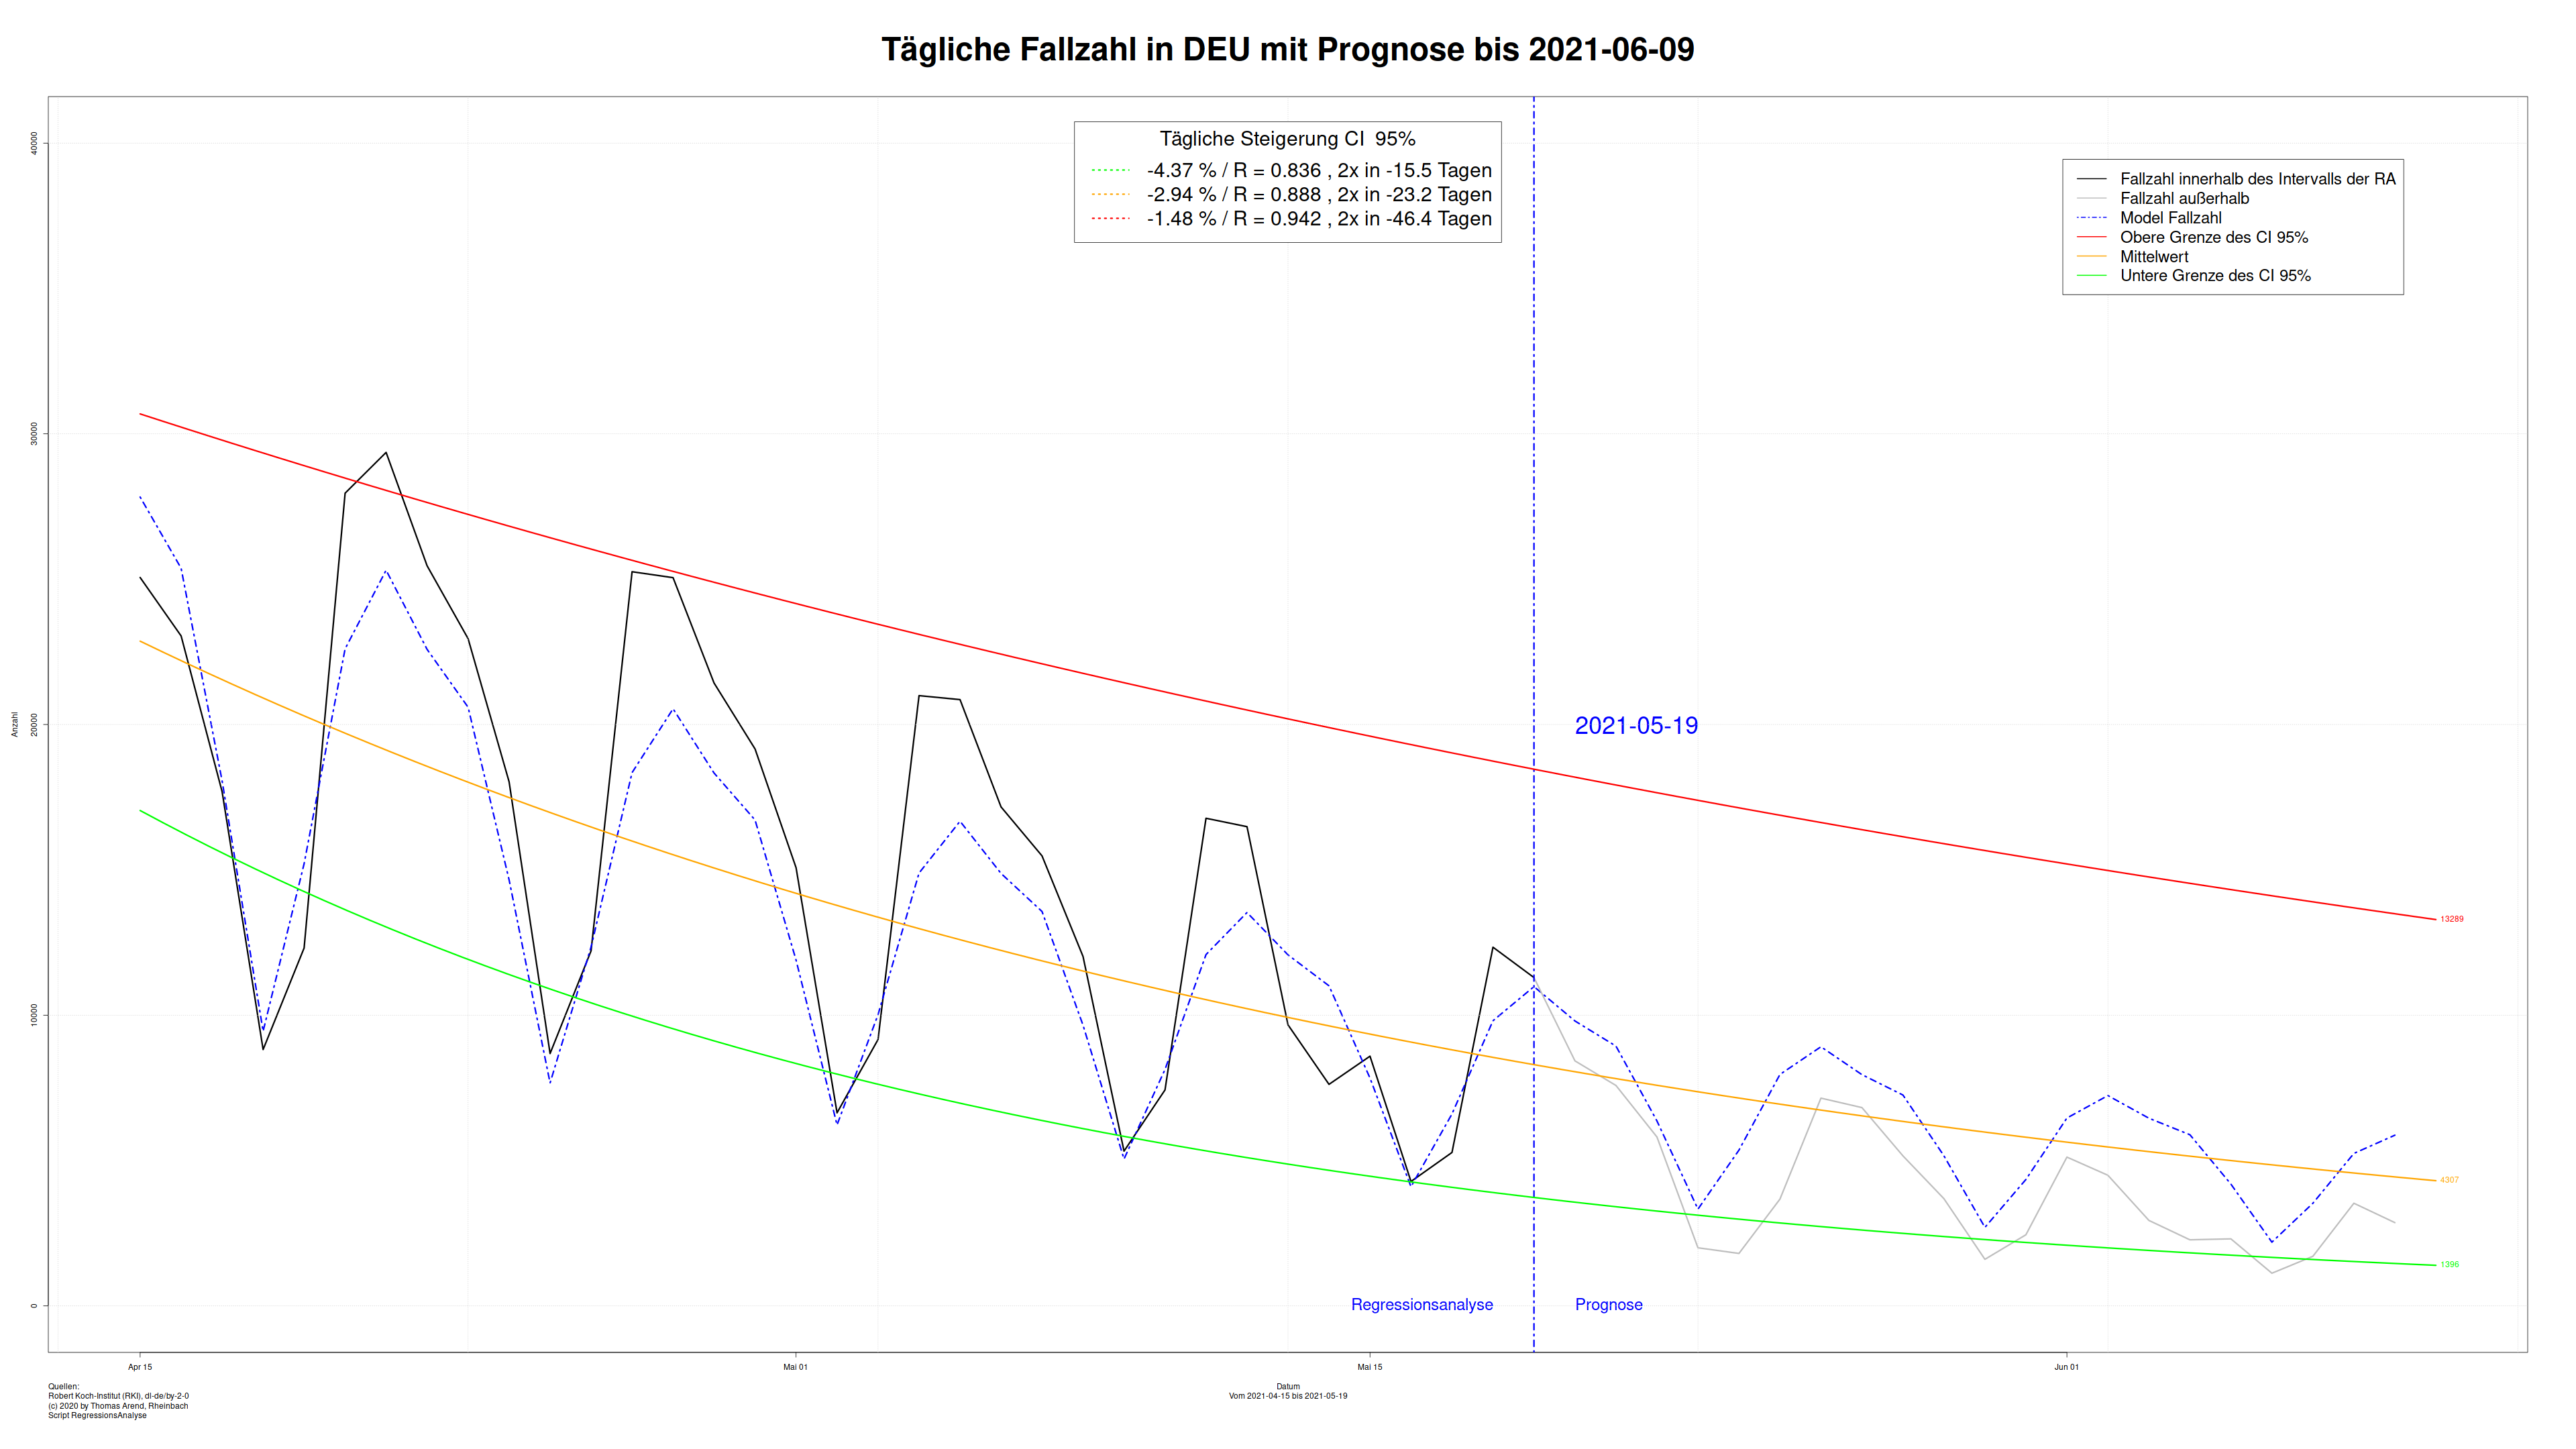 Tägliche Fallzahl in DEU mit Prognose bis 2021-06-09
Tägliche Steigerung CI  95%
-4.37 % / R = 0.836 , 2x in -15.5 Tagen
-2.94 % / R = 0.888 , 2x in -23.2 Tagen
-1.48 % / R = 0.942 , 2x in -46.4 Tagen
Fallzahl innerhalb des Intervalls der RA
Fallzahl außerhalb
Model Fallzahl
Obere Grenze des CI 95%
Mittelwert
Untere Grenze des CI 95%
40000
30000
20000
10000
0
Anzahl
2021-05-19
13289
4307
1396
Regressionsanalyse
Prognose
Apr 15
Mai 01
Mai 15
Jun 01
Datum
Vom 2021-04-15 bis 2021-05-19
Quellen:
Robert Koch-Institut (RKI), dl-de/by-2-0
(c) 2020 by Thomas Arend, Rheinbach
Script RegressionsAnalyse